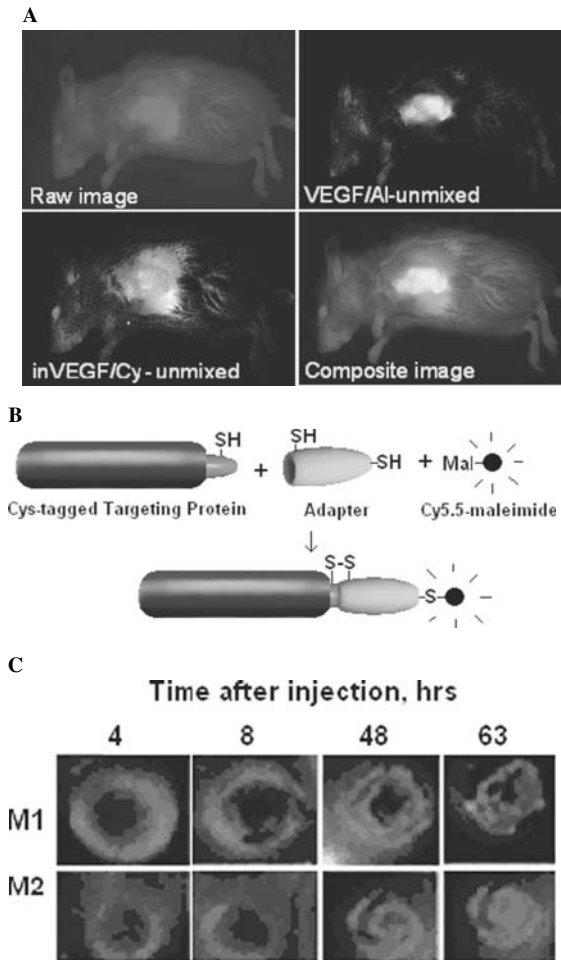 A
Raw image
VEGF/Al-unmixed
inVEGF/Cy-unmixed
Composite image
B
SH
SH
SH
+
+
Mal
Cys-tagged Targeting Protein
Adapter
Cy5.5-maleimide
↓
S-S
S
C
Time after injection, hrs
4 8 48 63
M1
M2